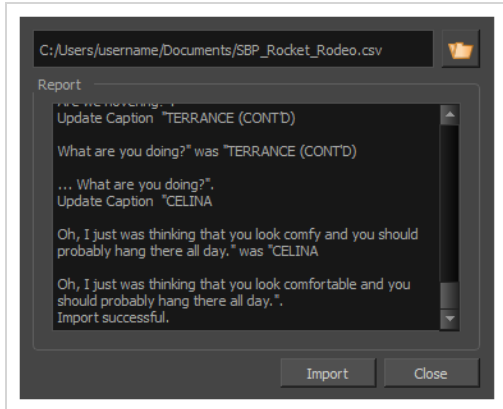 C:/Users/username/Documents/SBP_Rocket_Rodeo.csv
Report
Are we hovering?".
Update Caption "TERRANCE (CONT'D)
What are you doing?" was "TERRANCE (CONT'D)
... What are you doing?".
Update Caption "CELINA
Oh, I just was thinking that you look comfy and you should
probably hang there all day." was "CELINA
Oh, I just was thinking that you look comfortable and you
should probably hang there all day.".
Import successful.
Import
Close